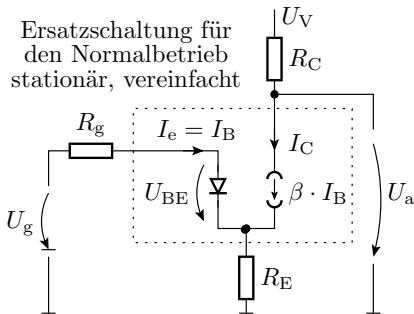 Ersatzschaltung für
den Normalbetrieb
stationär, vereinfacht
U_V
R_C
R_g
I_e = I_B
I_C
U_BE
β · I_B
U_a
U_g
R_E